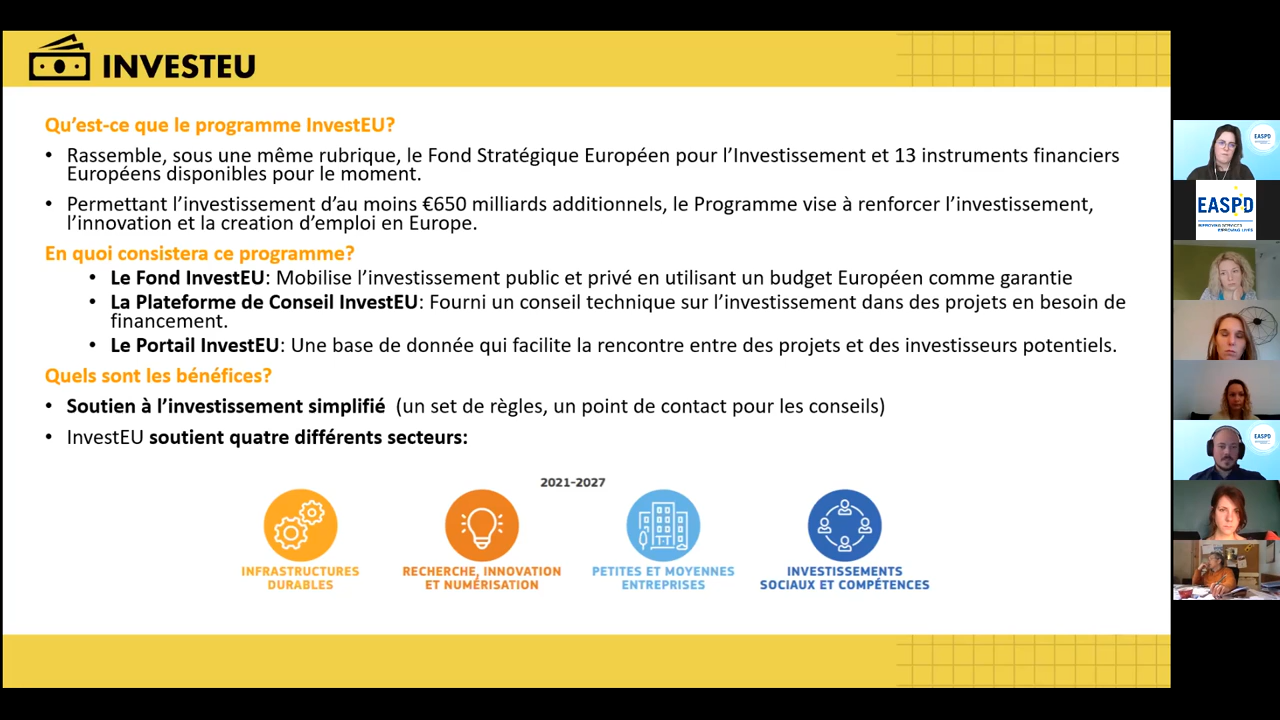 INVESTEU
Qu’est-ce que le programme InvestEU?
• Rassemble, sous une même rubrique, le Fond Stratégique Européen pour l’Investissement et 13 instruments financiers
Européens disponibles pour le moment.
• Permettant l’investissement d’au moins €650 milliards additionnels, le Programme vise à renforcer l’investissement,
l’innovation et la creation d’emploi en Europe.
En quoi consistera ce programme?
• Le Fond InvestEU: Mobilise l’investissement public et privé en utilisant un budget Européen comme garantie
• La Plateforme de Conseil InvestEU: Fourni un conseil technique sur l’investissement dans des projets en besoin de
financement.
• Le Portail InvestEU: Une base de donnée qui facilite la rencontre entre des projets et des investisseurs potentiels.
Quels sont les bénéfices?
• Soutien à l’investissement simplifié (un set de règles, un point de contact pour les conseils)
• InvestEU soutient quatre différents secteurs:
2021-2027
INFRASTRUCTURES
DURABLES
RECHERCHE, INNOVATION
ET NUMÉRISATION
PETITES ET MOYENNES
ENTREPRISES
INVESTISSEMENTS
SOCIAUX ET COMPÉTENCES
EASPD
EASPD
IMPROVING SERVICES
IMPROVING LIVES
EASPD